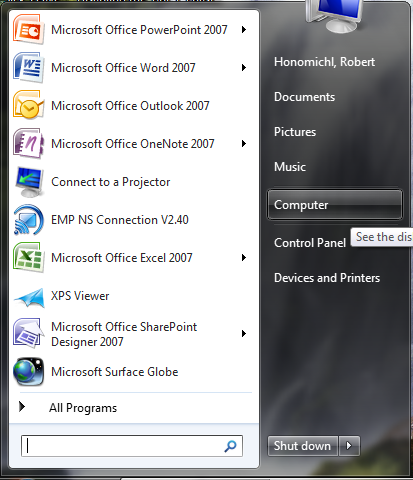 Microsoft Office PowerPoint 2007
Microsoft Office Word 2007
Microsoft Office Outlook 2007
Microsoft Office OneNote 2007
Connect to a Projector
EMP NS Connection V2.40
Microsoft Office Excel 2007
XPS Viewer
Microsoft Office SharePoint
Designer 2007
Microsoft Surface Globe
All Programs
Honomichl, Robert
Documents
Pictures
Music
Computer
See the dis
Control Panel
Devices and Printers
Shut down